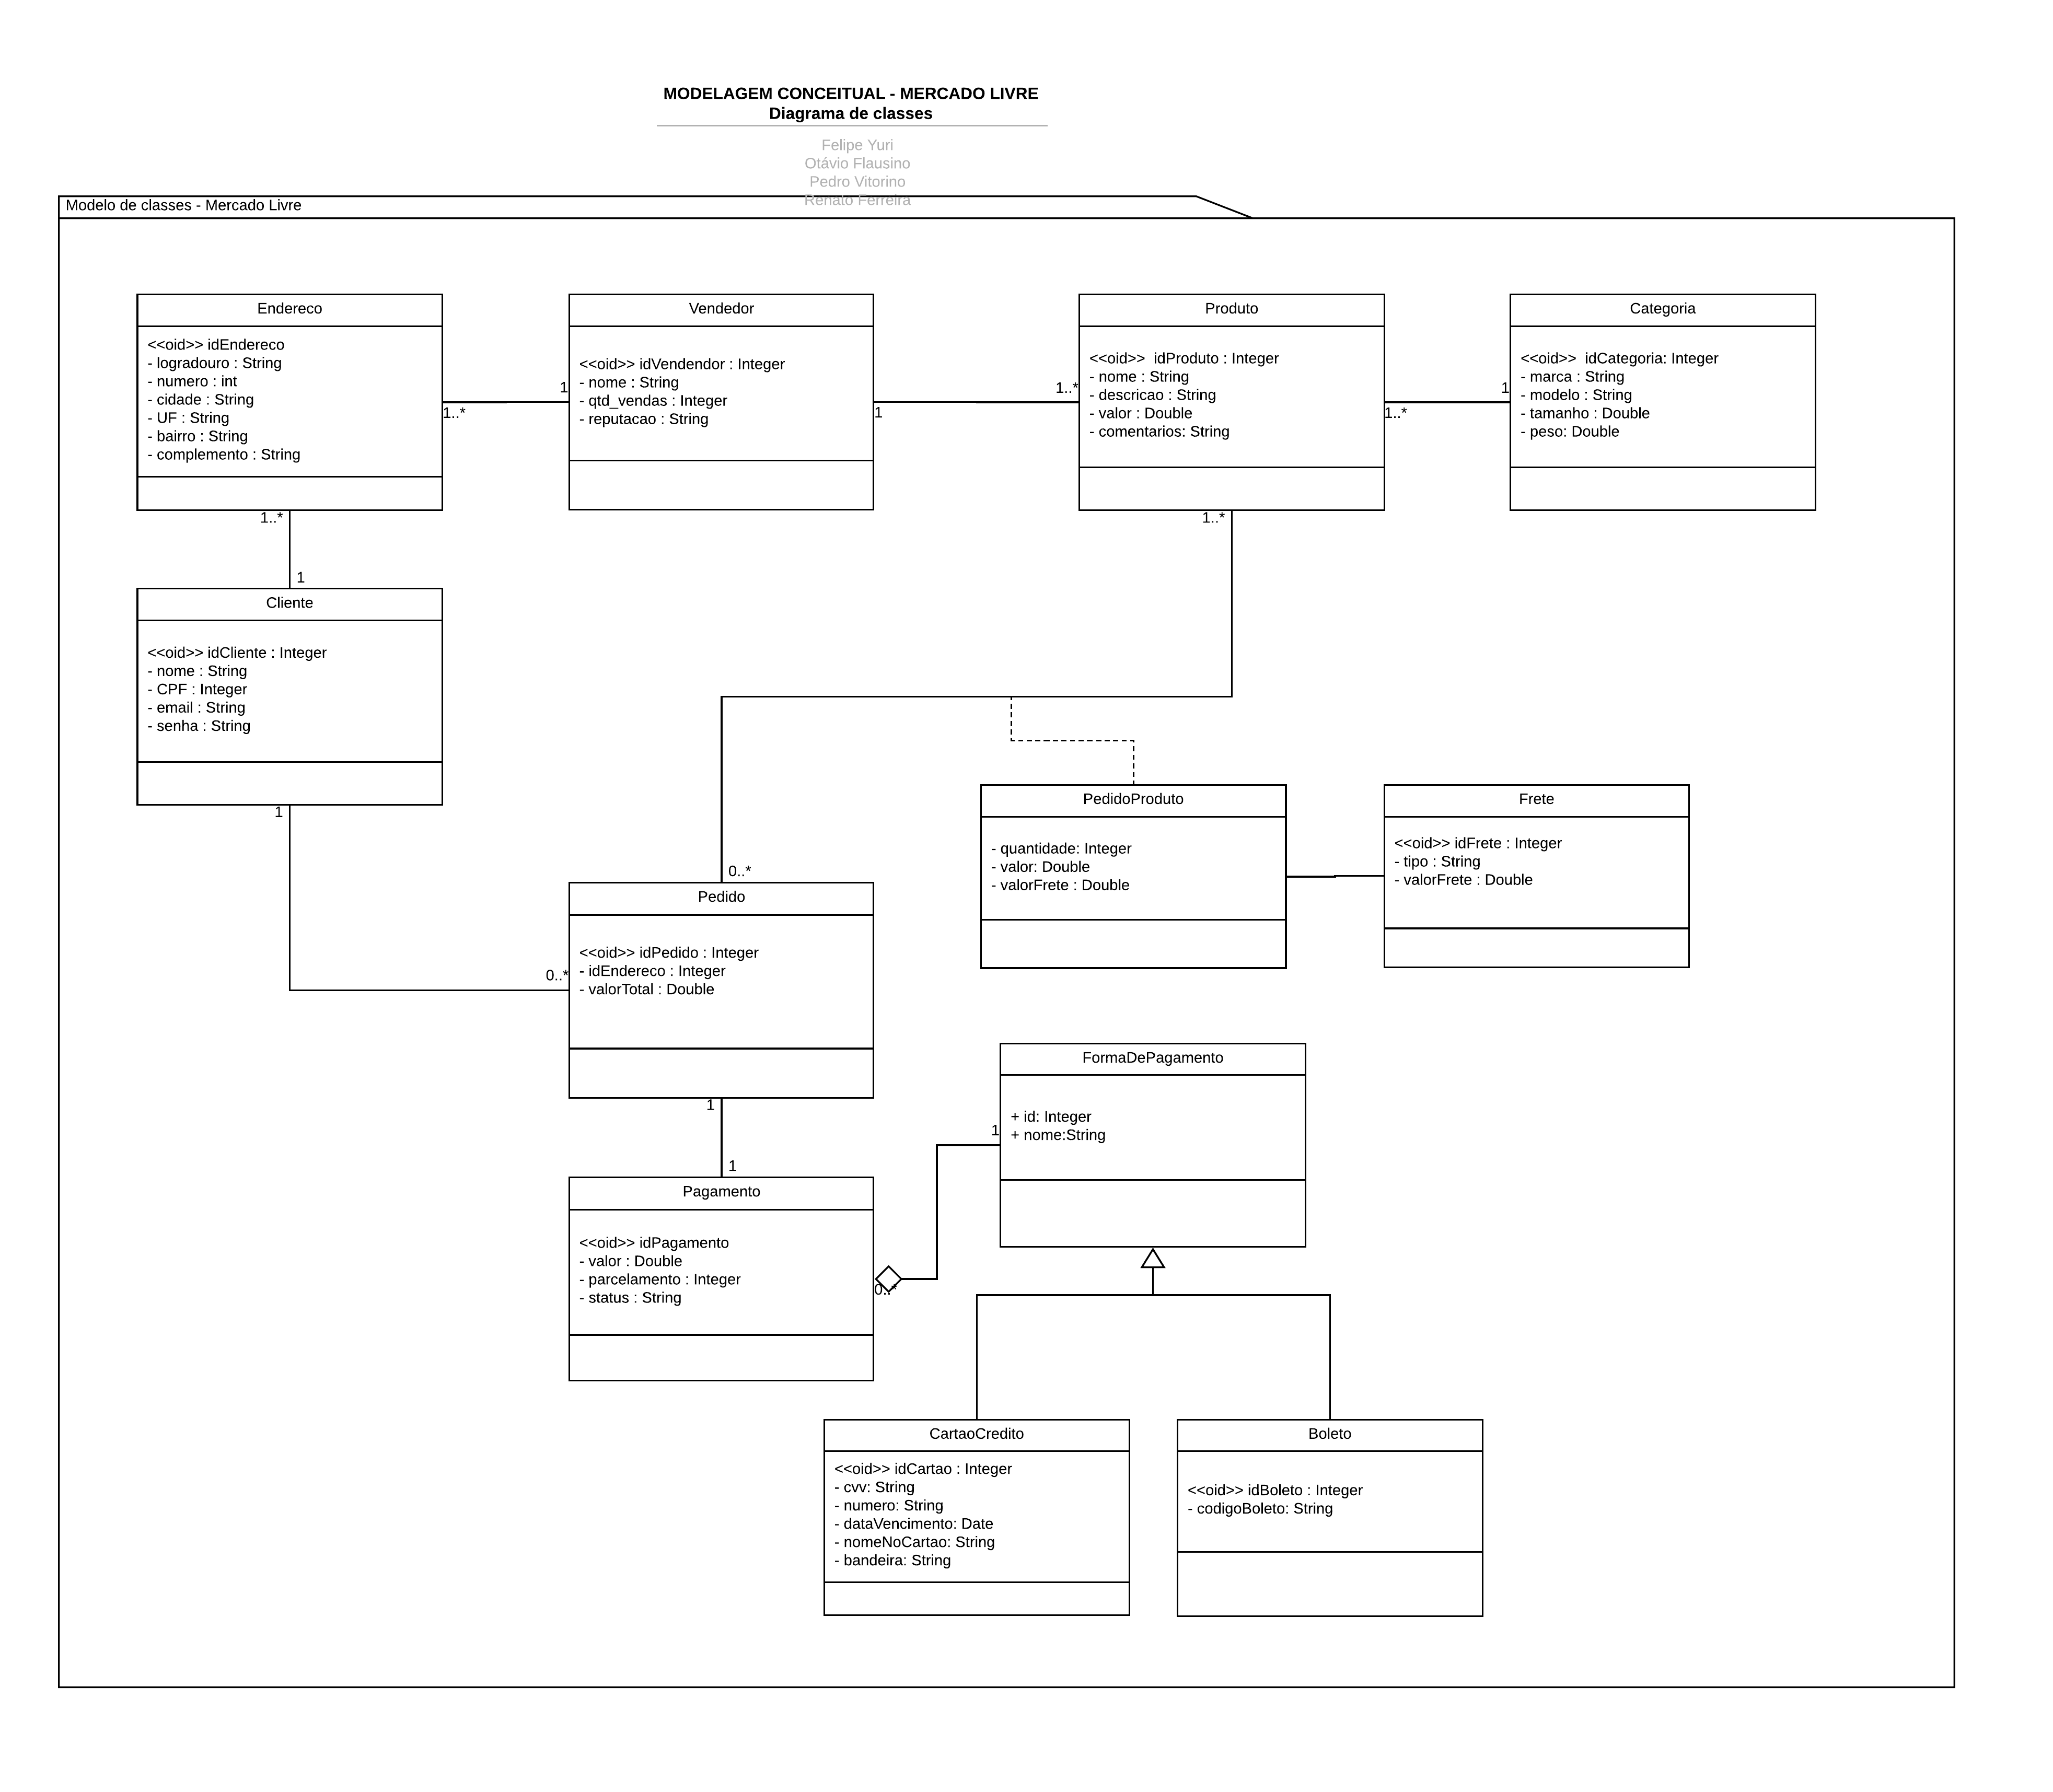 MODELAGEM CONCEITUAL - MERCADO LIVRE
Diagrama de classes
Felipe Yuri
Otávio Flausino
Pedro Vitorino
Renato Ferreira
Modelo de classes - Mercado Livre
Endereco
<<oid>> idEndereco
- logradouro : String
- numero : int
- cidade : String
- UF : String
- bairro : String
- complemento : String
1..*
1
Vendedor
<<oid>> idVendendor : Integer
- nome : String
- qtd_vendas : Integer
- reputacao : String
1
1..*
Produto
<<oid>>  idProduto : Integer
- nome : String
- descricao : String
- valor : Double
- comentarios: String
1..*
1
Categoria
<<oid>>  idCategoria: Integer
- marca : String
- modelo : String
- tamanho : Double
- peso: Double
1..*
1
1..*
Cliente
<<oid>> idCliente : Integer
- nome : String
- CPF : Integer
- email : String
- senha : String
1
0..*
PedidoProduto
- quantidade: Integer
- valor: Double
- valorFrete : Double
Frete
<<oid>> idFrete : Integer
- tipo : String
- valorFrete : Double
0..*
Pedido
<<oid>> idPedido : Integer
- idEndereco : Integer
- valorTotal : Double
1
1
FormaDePagamento
+ id: Integer
+ nome:String
1
Pagamento
<<oid>> idPagamento
- valor : Double
- parcelamento : Integer
- status : String
0..*
CartaoCredito
<<oid>> idCartao : Integer
- cvv: String
- numero: String
- dataVencimento: Date
- nomeNoCartao: String
- bandeira: String
Boleto
<<oid>> idBoleto : Integer
- codigoBoleto: String